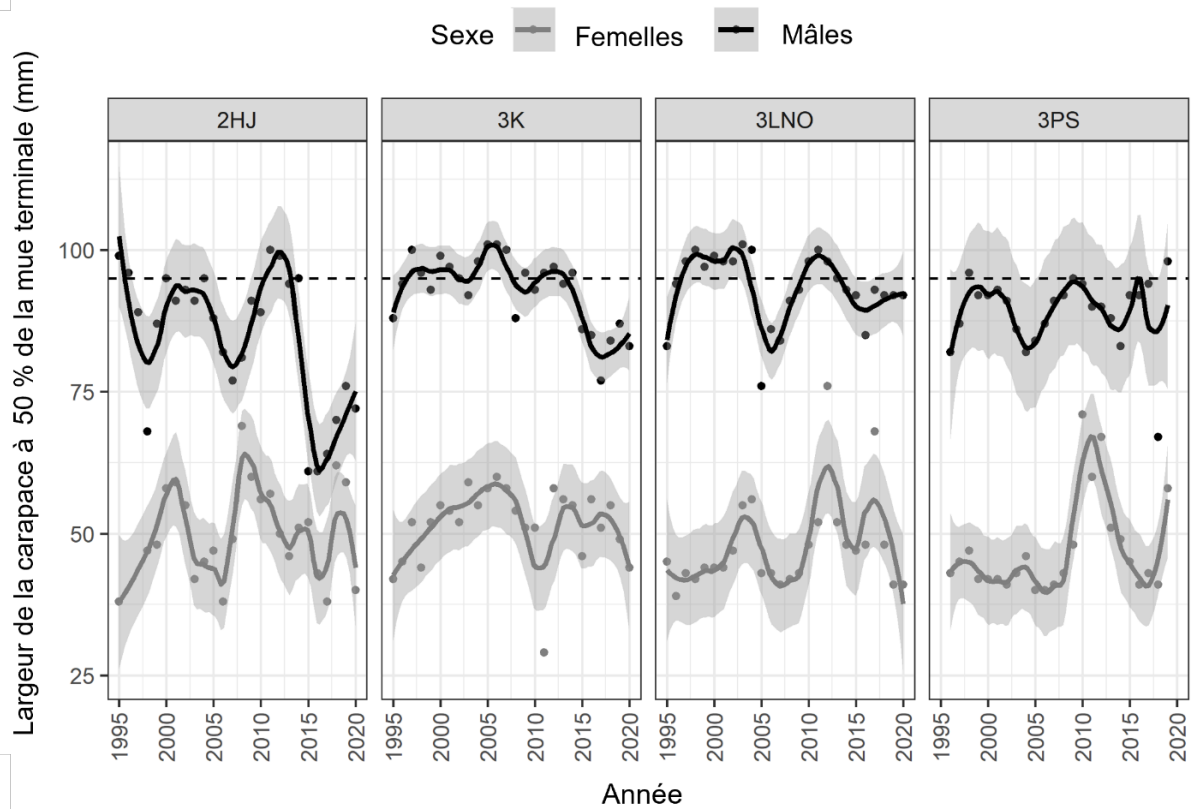 Sexe Femelles Mâles
Largeur de la carapace à 50 % de la mue terminale (mm)
2HJ 3K 3LNO 3PS
100
75
50
25
1995 2000 2005 2010 2015 2020 1995 2000 2005 2010 2015 2020 1995 2000 2005 2010 2015 2020 1995 2000 2005 2010 2015 2020
Année